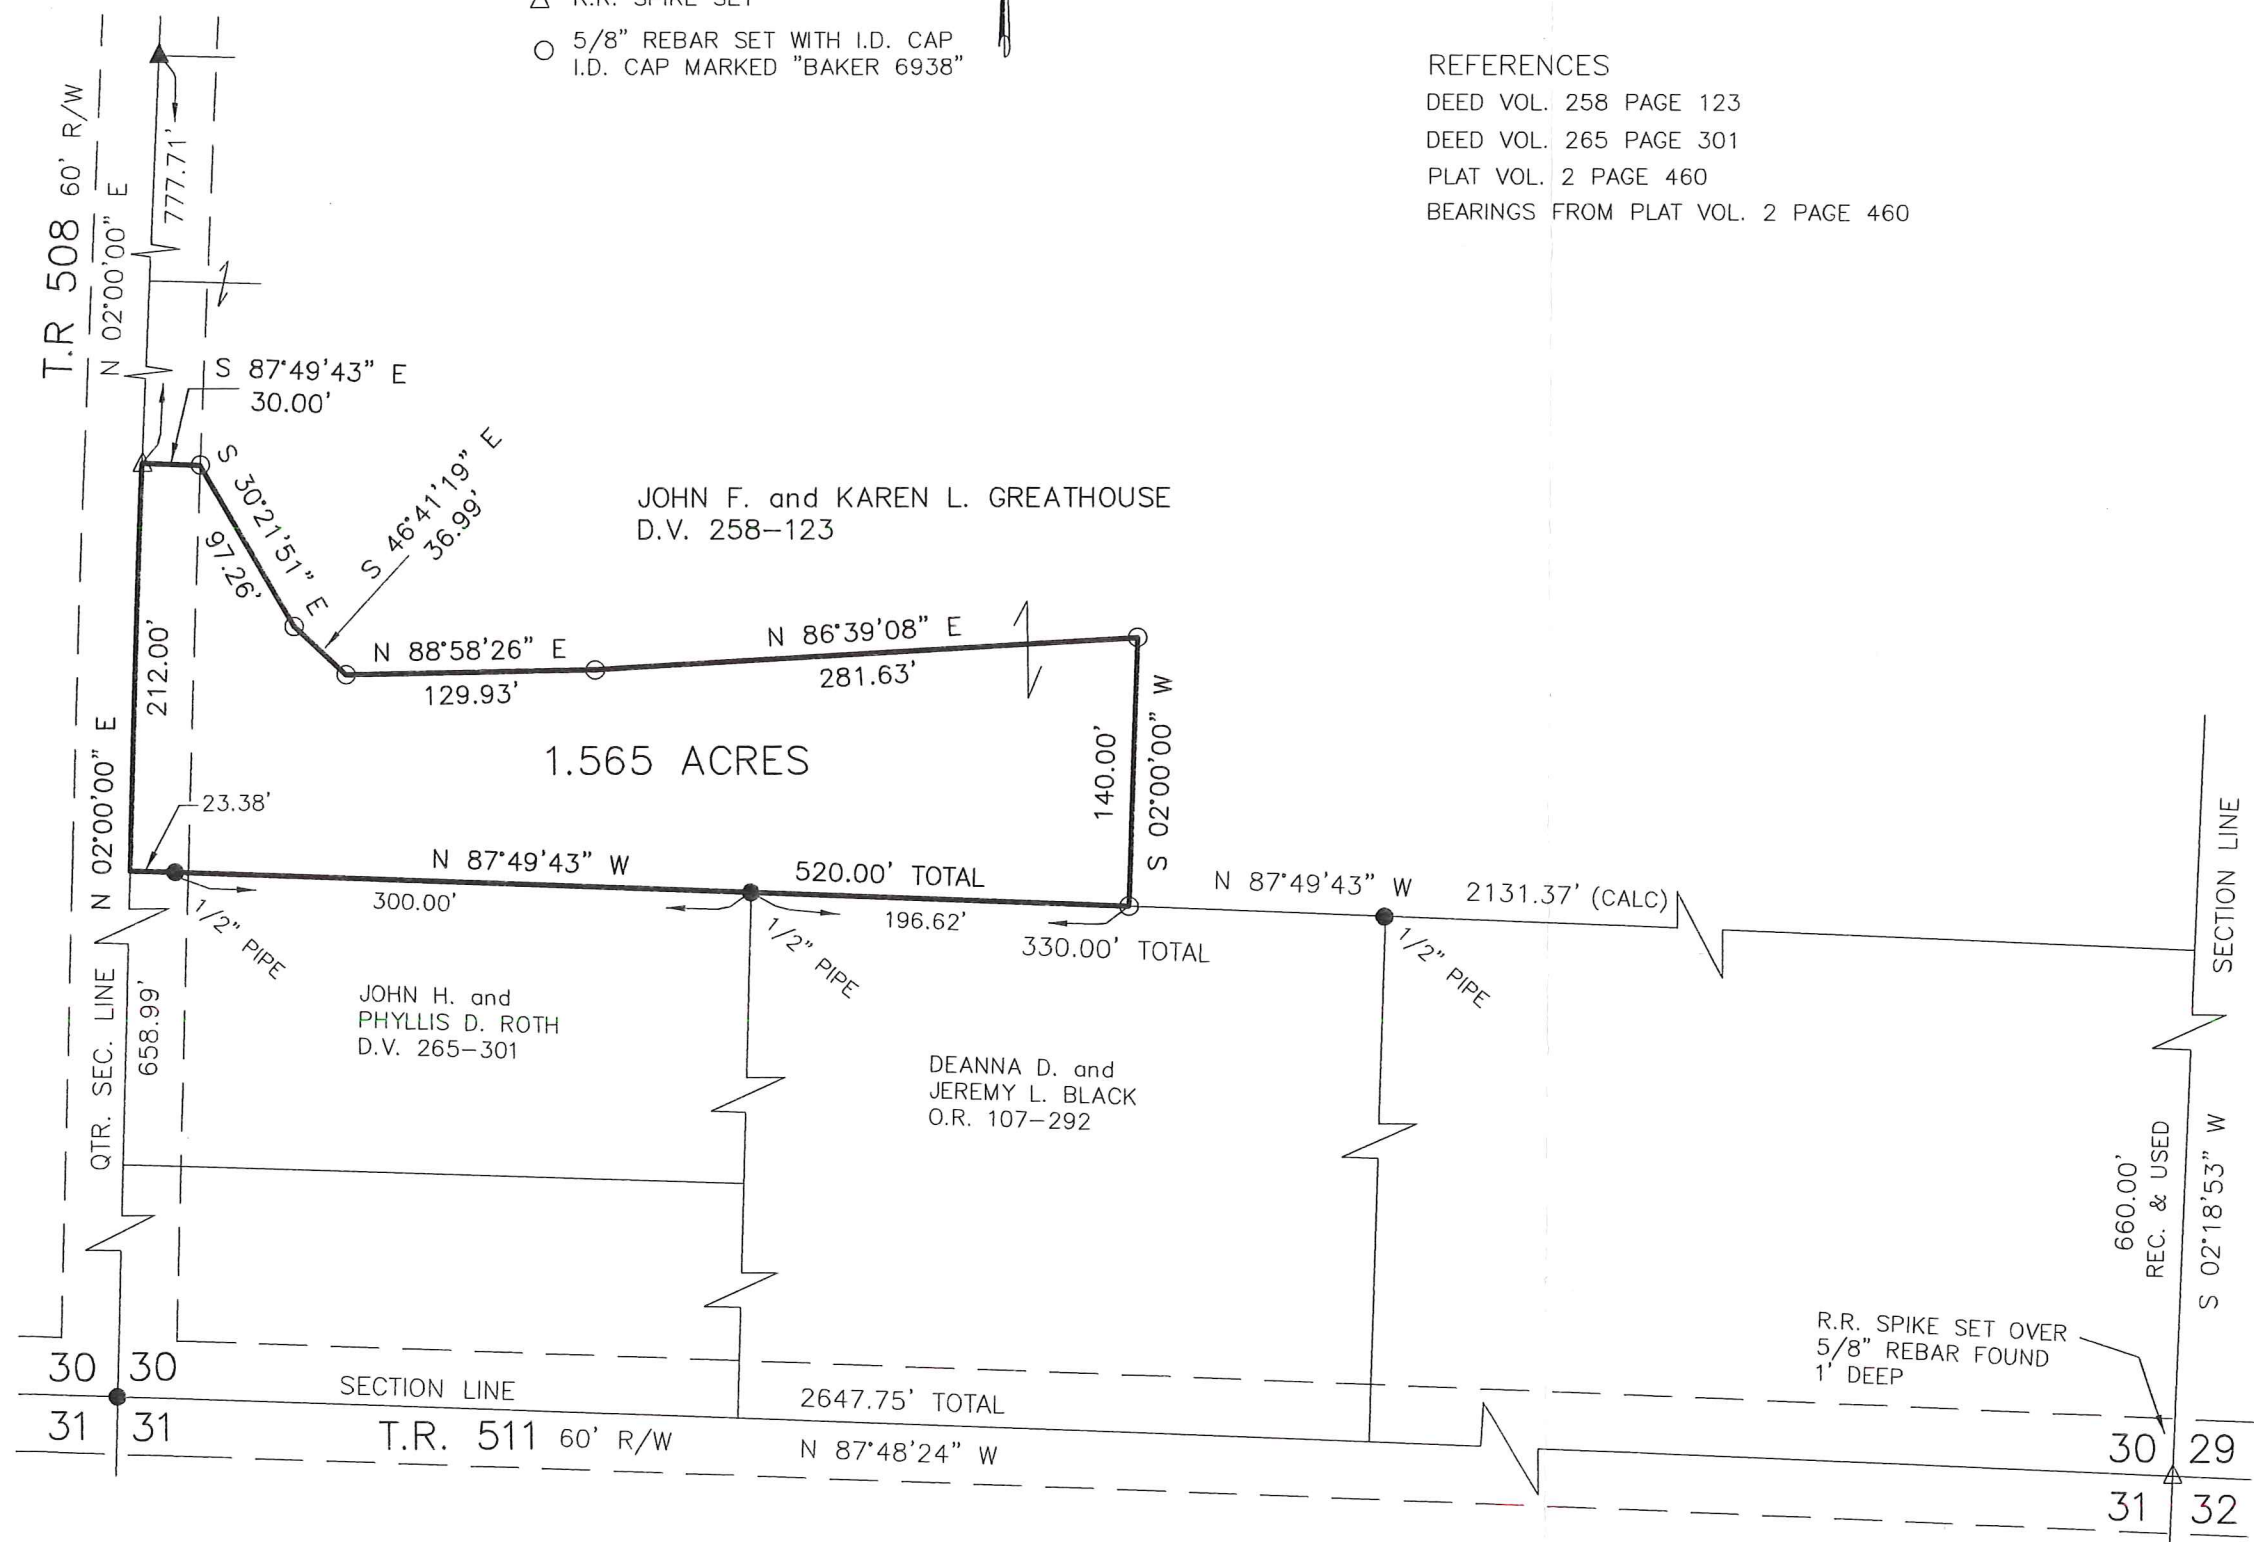 R.R. SPIKE SET
5/8" REBAR SET WITH I.D. CAP
I.D. CAP MARKED "BAKER 6938"
REFERENCES
DEED VOL. 258 PAGE 123
DEED VOL. 265 PAGE 301
PLAT VOL. 2 PAGE 460
BEARINGS FROM PLAT VOL. 2 PAGE 460
T.R 508 60' R/W
N 02°00'00" E
777.71'
S 87°49'43" E
30.00'
S 30°21'51" E
97.26'
S 46°41'19" E
36.99'
JOHN F. and KAREN L. GREATHOUSE
D.V. 258-123
N 88°58'26" E
129.93'
N 86°39'08" E
281.63'
212.00'
N 02°00'00" E
1.565 ACRES
140.00'
S 02°00'00" W
23.38'
N 87°49'43" W
300.00'
520.00' TOTAL
196.62'
330.00' TOTAL
N 87°49'43" W
2131.37' (CALC)
1/2" PIPE
1/2" PIPE
1/2" PIPE
SECTION LINE
QTR. SEC. LINE
658.99'
JOHN H. and
PHYLLIS D. ROTH
D.V. 265-301
DEANNA D. and
JEREMY L. BLACK
O.R. 107-292
660.00'
REC. & USED
S 02°18'53" W
R.R. SPIKE SET OVER
5/8" REBAR FOUND
1' DEEP
30 30
31 31
SECTION LINE
2647.75' TOTAL
T.R. 511 60' R/W
N 87°48'24" W
30 29
31 32